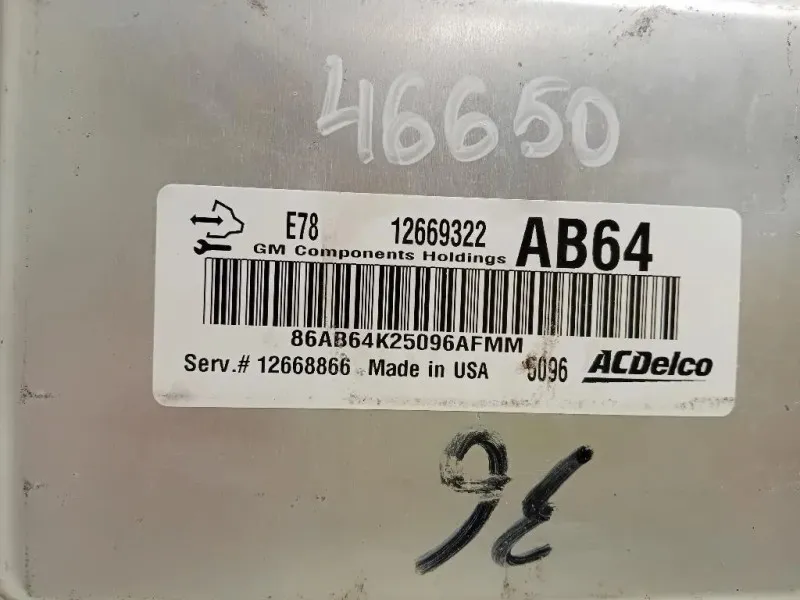 46650
E78 12669322 AB64
GM Components Holdings
86AB64K25096AFMM
Serv.# 12668866 Made in USA 5096 ACDelco